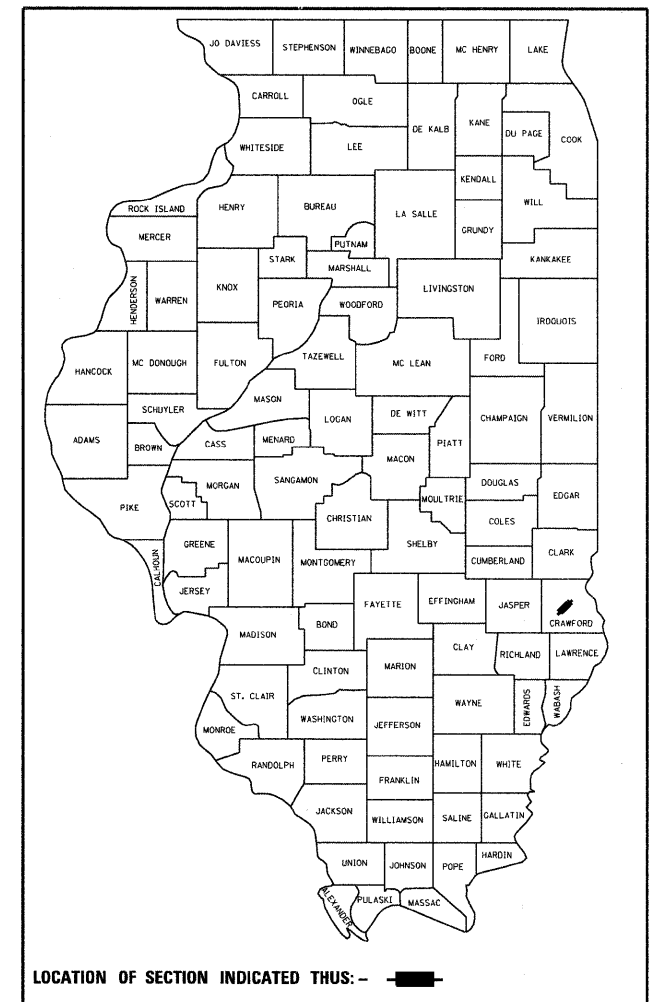 JO DAVIESS
STEPHENSON
WINNEBAGO
BOONE
MC HENRY
LAKE
CARROLL
OGLE
DE KALB
KANE
DU PAGE
COOK
WHITESIDE
LEE
KENDALL
WILL
ROCK ISLAND
HENRY
BUREAU
LA SALLE
GRUNDY
MERCER
PUTNAM
STARK
MARSHALL
KANKAKEE
HENDERSON
WARREN
KNOX
PEORIA
WOODFORD
LIVINGSTON
IROQUOIS
HANCOCK
MC DONOUGH
FULTON
TAZEWELL
MC LEAN
FORD
MASON
SCHUYLER
LOGAN
DE WITT
CHAMPAIGN
VERMILION
ADAMS
BROWN
CASS
MENARD
PIATT
MACON
MORGAN
SANGAMON
DOUGLAS
EDGAR
PIKE
SCOTT
CHRISTIAN
MOULTRIE
COLES
GREENE
MACOUPIN
SHELBY
CALHOUN
MONTGOMERY
CUMBERLAND
CLARK
JERSEY
FAYETTE
EFFINGHAM
JASPER
CRAWFORD
MADISON
BOND
CLAY
RICHLAND
LAWRENCE
CLINTON
MARION
ST. CLAIR
WAYNE
EDWARDS
WABASH
MONROE
WASHINGTON
JEFFERSON
RANDOLPH
PERRY
HAMILTON
WHITE
FRANKLIN
JACKSON
WILLIAMSON
SALINE
GALLATIN
UNION
JOHNSON
POPE
HARDIN
ALEXANDER
PULASKI
MASSAC
LOCATION OF SECTION INDICATED THUS: –